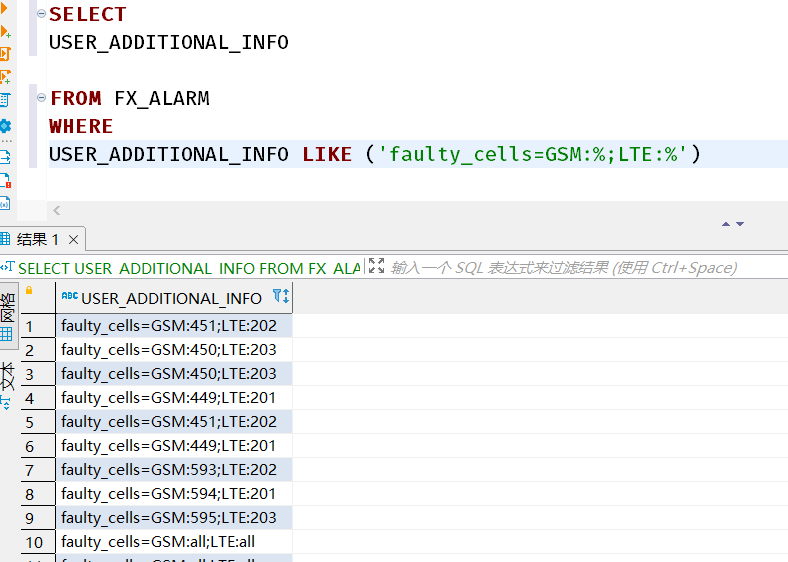 SELECT
USER_ADDITIONAL_INFO
FROM FX_ALARM
WHERE
USER_ADDITIONAL_INFO LIKE ('faulty_cells=GSM:%;LTE:%')
结果 1
SELECT USER_ADDITIONAL_INFO FROM FX_ALA
输入一个 SQL 表达式来过滤结果 (使用 Ctrl+Space)
网格
文本
ABC USER_ADDITIONAL_INFO
1 faulty_cells=GSM:451;LTE:202
2 faulty_cells=GSM:450;LTE:203
3 faulty_cells=GSM:450;LTE:203
4 faulty_cells=GSM:449;LTE:201
5 faulty_cells=GSM:451;LTE:202
6 faulty_cells=GSM:449;LTE:201
7 faulty_cells=GSM:593;LTE:202
8 faulty_cells=GSM:594;LTE:201
9 faulty_cells=GSM:595;LTE:203
10 faulty_cells=GSM:all;LTE:all